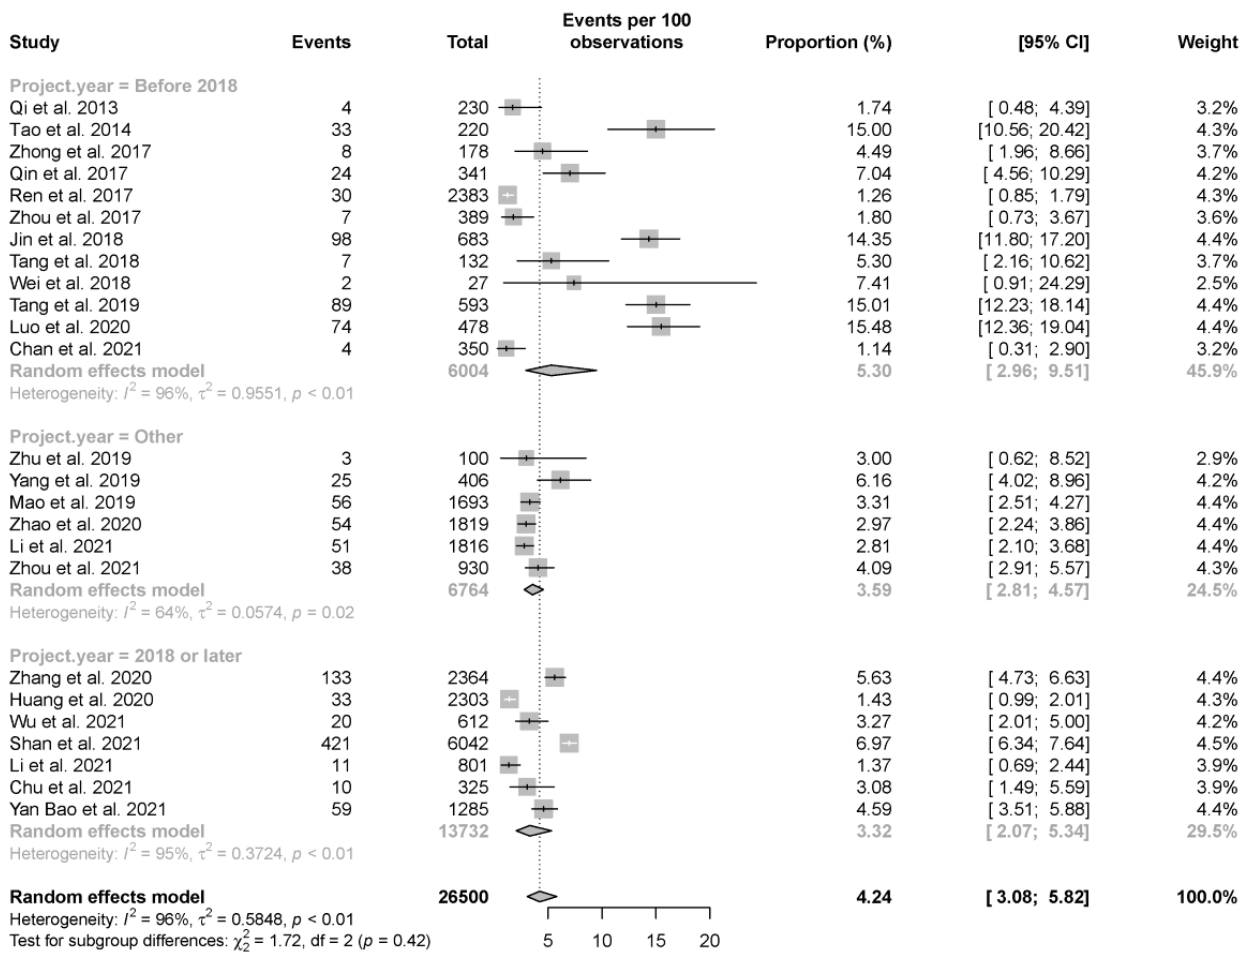 Events per 100
Study Events Total observations Proportion (%) [95% CI] Weight
Project.year = Before 2018
Qi et al. 2013 4 230 1.74 [ 0.48; 4.39] 3.2%
Tao et al. 2014 33 220 15.00 [10.56; 20.42] 4.3%
Zhong et al. 2017 8 178 4.49 [ 1.96; 8.66] 3.7%
Qin et al. 2017 24 341 7.04 [ 4.56; 10.29] 4.2%
Ren et al. 2017 30 2383 1.26 [ 0.85; 1.79] 4.3%
Zhou et al. 2017 7 389 1.80 [ 0.73; 3.67] 3.6%
Jin et al. 2018 98 683 14.35 [11.80; 17.20] 4.4%
Tang et al. 2018 7 132 5.30 [ 2.16; 10.62] 3.7%
Wei et al. 2018 2 27 7.41 [ 0.91; 24.29] 2.5%
Tang et al. 2019 89 593 15.01 [12.23; 18.14] 4.4%
Luo et al. 2020 74 478 15.48 [12.36; 19.04] 4.4%
Chan et al. 2021 4 350 1.14 [ 0.31; 2.90] 3.2%
Random effects model 6004 5.30 [ 2.96; 9.51] 45.9%
Heterogeneity: I² = 96%, τ² = 0.9551, p < 0.01
Project.year = Other
Zhu et al. 2019 3 100 3.00 [ 0.62; 8.52] 2.9%
Yang et al. 2019 25 406 6.16 [ 4.02; 8.96] 4.2%
Mao et al. 2019 56 1693 3.31 [ 2.51; 4.27] 4.4%
Zhao et al. 2020 54 1819 2.97 [ 2.24; 3.86] 4.4%
Li et al. 2021 51 1816 2.81 [ 2.10; 3.68] 4.4%
Zhou et al. 2021 38 930 4.09 [ 2.91; 5.57] 4.3%
Random effects model 6764 3.59 [ 2.81; 4.57] 24.5%
Heterogeneity: I² = 64%, τ² = 0.0574, p = 0.02
Project.year = 2018 or later
Zhang et al. 2020 133 2364 5.63 [ 4.73; 6.63] 4.4%
Huang et al. 2020 33 2303 1.43 [ 0.99; 2.01] 4.3%
Wu et al. 2021 20 612 3.27 [ 2.01; 5.00] 4.2%
Shan et al. 2021 421 6042 6.97 [ 6.34; 7.64] 4.5%
Li et al. 2021 11 801 1.37 [ 0.69; 2.44] 3.9%
Chu et al. 2021 10 325 3.08 [ 1.49; 5.59] 3.9%
Yan Bao et al. 2021 59 1285 4.59 [ 3.51; 5.88] 4.4%
Random effects model 13732 3.32 [ 2.07; 5.34] 29.5%
Heterogeneity: I² = 95%, τ² = 0.3724, p < 0.01
Random effects model 26500 4.24 [ 3.08; 5.82] 100.0%
Heterogeneity: I² = 96%, τ² = 0.5848, p < 0.01
Test for subgroup differences: χ²₂ = 1.72, df = 2 (p = 0.42) 5 10 15 20